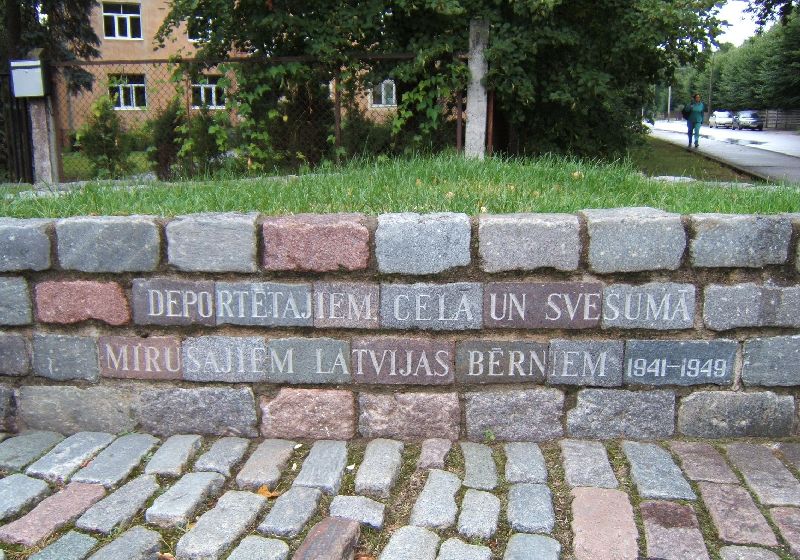 DEPORTĒTAJIEM, CEĻĀ UN SVEŠUMĀ
MIRUŠAJIEM LATVIJAS BĒRNIEM 1941-1949